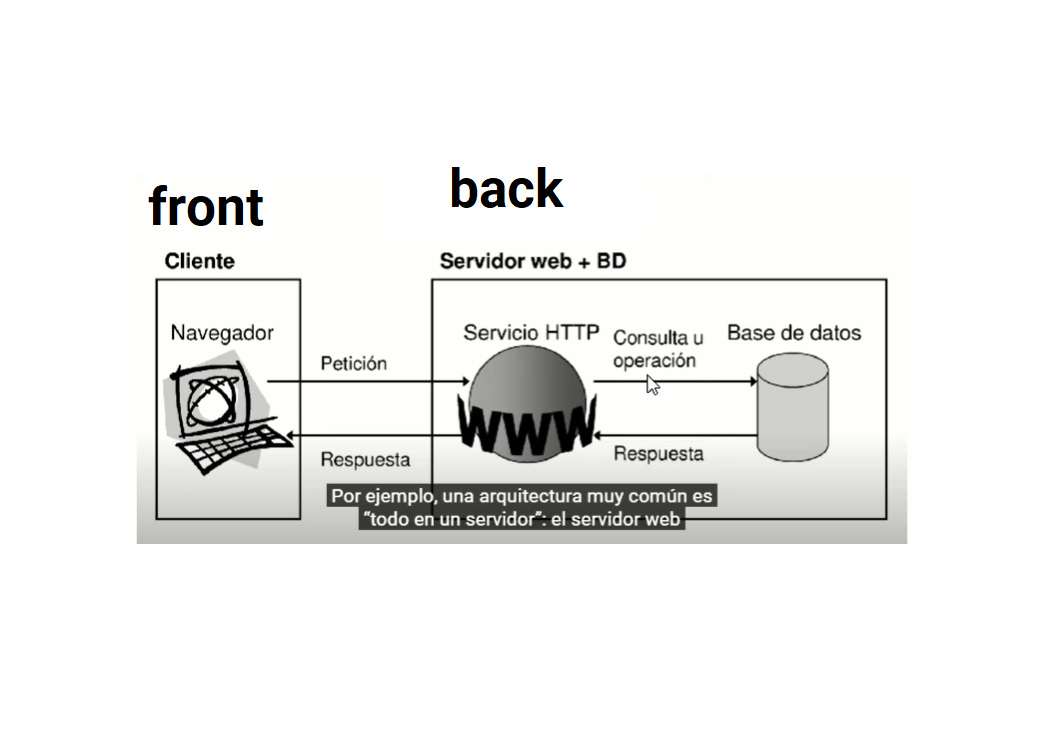 front
back
Cliente
Servidor web + BD
Navegador
Petición
Respuesta
Servicio HTTP
WWW
Consulta u
operación
Respuesta
Base de datos
Por ejemplo, una arquitectura muy común es
“todo en un servidor”: el servidor web